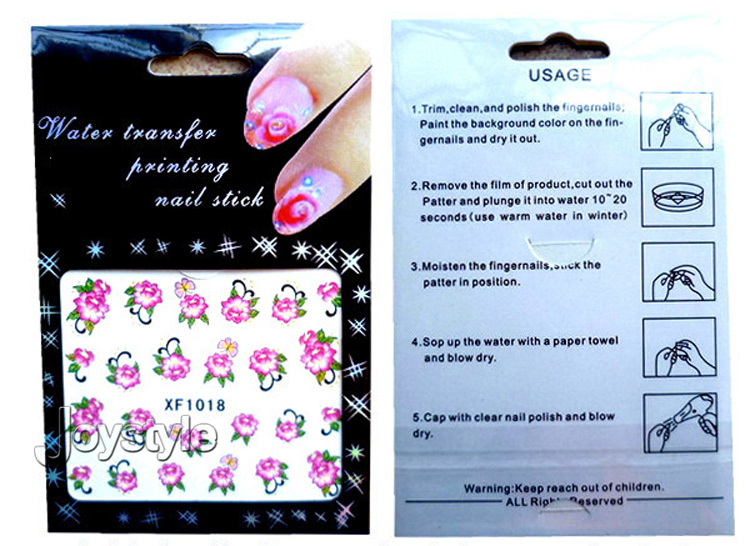 Water transfer
printing
nail stick
XF1018
Joystyle
USAGE
1.Trim,clean,and polish the fingernails;
Paint the background color on the fin-
gernails and dry it out.
2.Remove the film of product,cut out the
Patter and plunge it into water 10~20
seconds(use warm water in winter)
3.Moisten the fingernails,stick the
patter in position.
4.Sop up the water with a paper towel
and blow dry.
5.Cap with clear nail polish and blow
dry.
Warning:Keep reach out of children.
ALL Rights Reserved